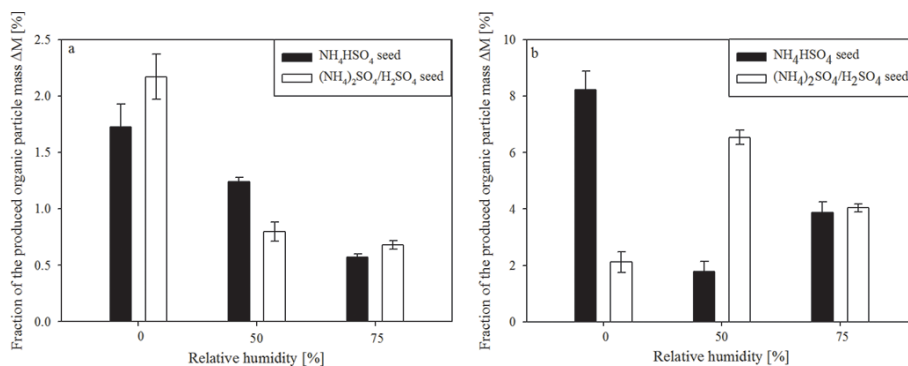 Fraction of the produced organic particle mass ΔM [%]
2.5
2.0
1.5
1.0
0.5
0.0
a
NH₄HSO₄ seed
(NH₄)₂SO₄/H₂SO₄ seed
0
50
75
Relative humidity [%]
Fraction of the produced organic particle mass ΔM [%]
10
8
6
4
2
0
b
NH₄HSO₄ seed
(NH₄)₂SO₄/H₂SO₄ seed
0
50
75
Relative humidity [%]